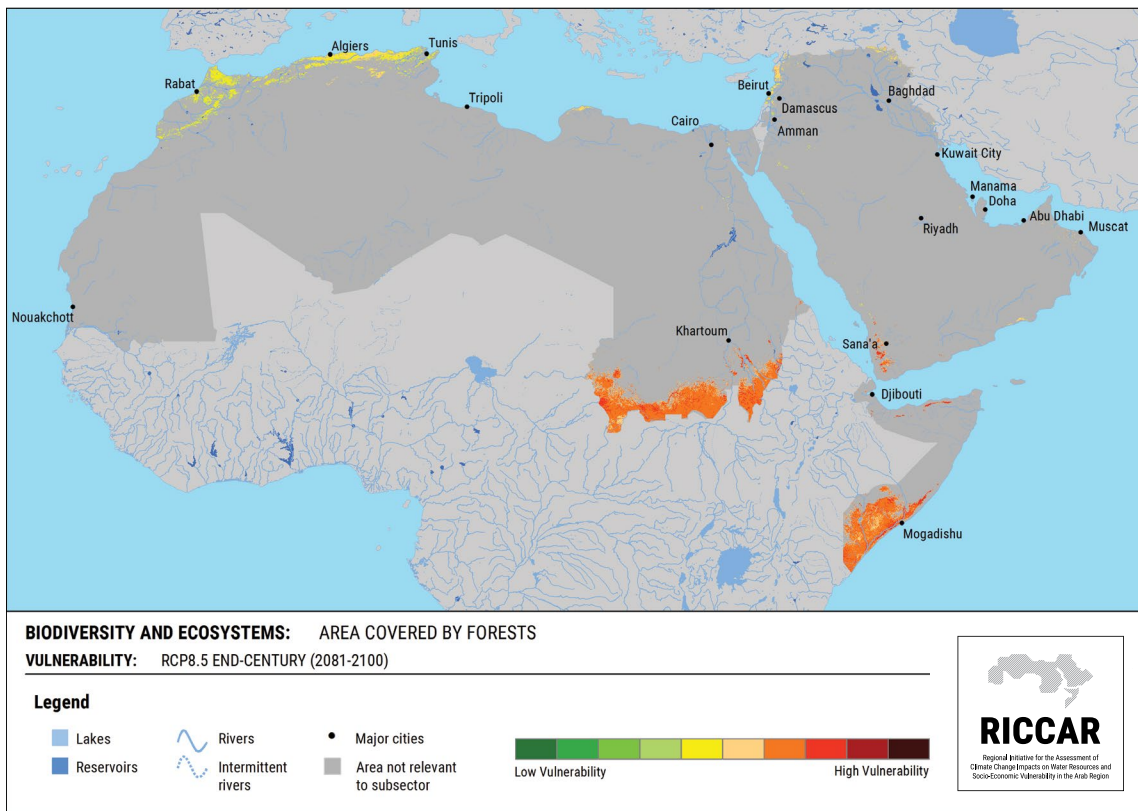 Algiers
Tunis
Rabat
Tripoli
Beirut
Damascus
Baghdad
Cairo
Amman
Kuwait City
Manama
Doha
Abu Dhabi
Muscat
Riyadh
Nouakchott
Khartoum
Sana'a
Djibouti
Mogadishu
BIODIVERSITY AND ECOSYSTEMS: AREA COVERED BY FORESTS
VULNERABILITY: RCP8.5 END-CENTURY (2081-2100)
Legend
Lakes
Reservoirs
Rivers
Intermittent
rivers
Major cities
Area not relevant
to subsector
Low Vulnerability
High Vulnerability
RICCAR
Regional Initiative for the Assessment of
Climate Change Impacts on Water Resources and
Socio-Economic Vulnerability in the Arab Region